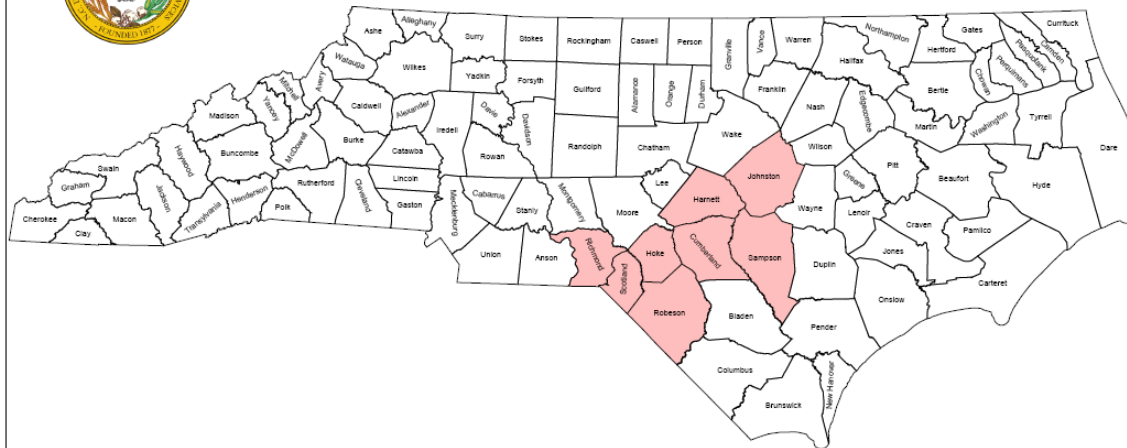 FOUNDED 1877
Ashe
Alleghany
Surry
Stokes
Rockingham
Caswell
Person
Granville
Vance
Warren
Northampton
Gates
Currituck
Camden
Pasquotank
Perquimans
Chowan
Hertford
Halifax
Bertie
Watauga
Wilkes
Yadkin
Forsyth
Guilford
Alamance
Orange
Durham
Franklin
Nash
Edgecombe
Martin
Washington
Tyrrell
Dare
Mitchell
Avery
Caldwell
Alexander
Iredell
Davie
Davidson
Randolph
Chatham
Wake
Wilson
Pitt
Beaufort
Hyde
Madison
Yancey
McDowell
Burke
Catawba
Rowan
Buncombe
Haywood
Swain
Graham
Cherokee
Clay
Macon
Jackson
Transylvania
Henderson
Polk
Rutherford
Cleveland
Lincoln
Gaston
Mecklenburg
Cabarrus
Stanly
Montgomery
Moore
Lee
Harnett
Johnston
Wayne
Greene
Lenoir
Craven
Pamlico
Jones
Carteret
Union
Anson
Richmond
Scotland
Hoke
Cumberland
Sampson
Duplin
Onslow
Robeson
Bladen
Pender
Columbus
Brunswick
New Hanover